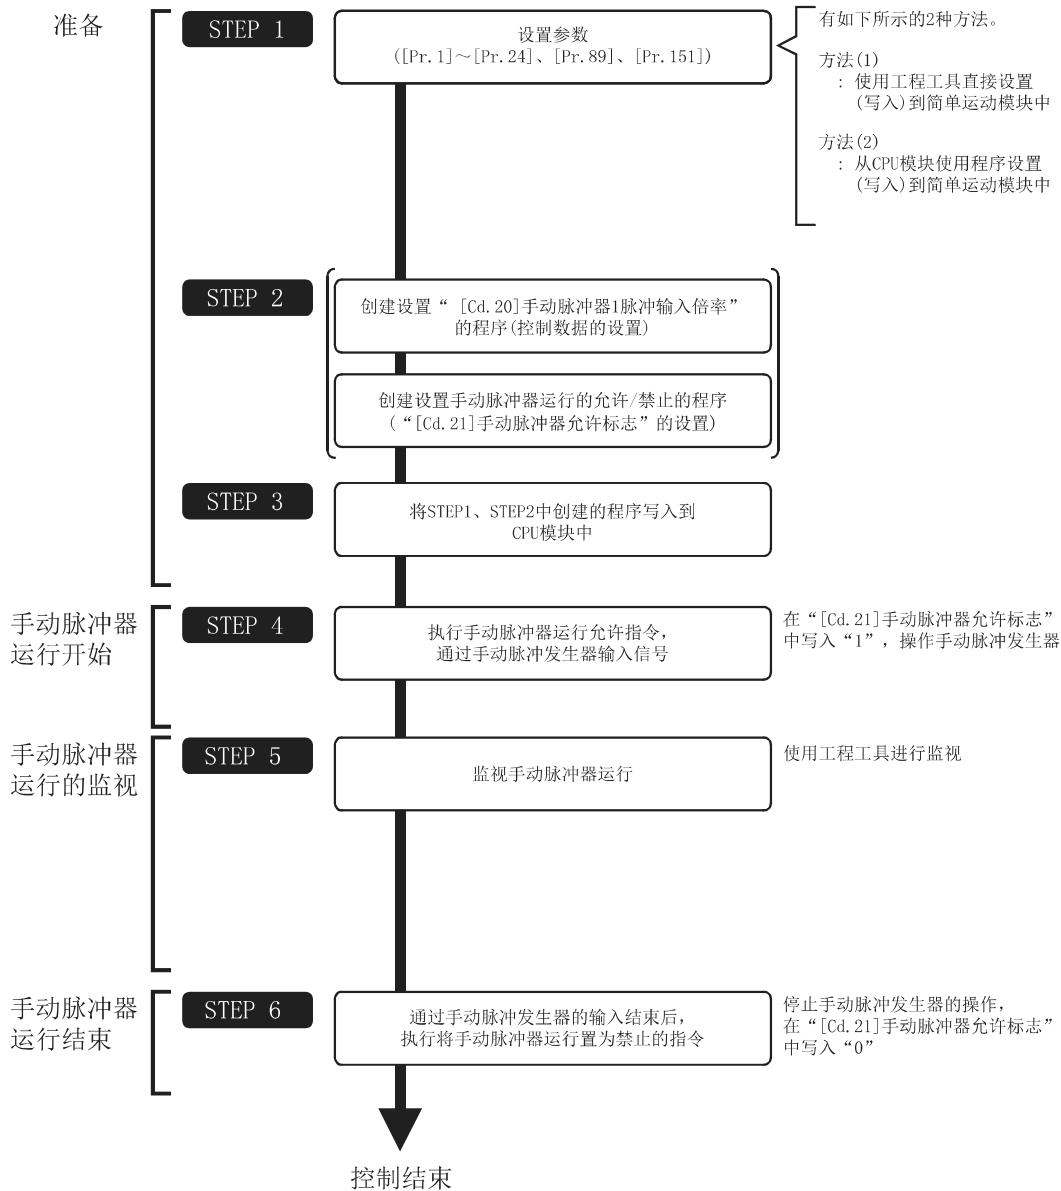 准备
STEP 1
设置参数
([Pr.1]～[Pr.24]、[Pr.89]、[Pr.151])
有如下所示的2种方法。
方法(1)
: 使用工程工具直接设置
(写入)到简单运动模块中
方法(2)
: 从CPU模块使用程序设置
(写入)到简单运动模块中
STEP 2
创建设置“ [Cd.20]手动脉冲器1脉冲输入倍率”
的程序(控制数据的设置)
创建设置手动脉冲器运行的允许/禁止的程序
(“[Cd.21]手动脉冲器允许标志”的设置)
STEP 3
将STEP1、STEP2中创建的程序写入到
CPU模块中
手动脉冲器
运行开始
STEP 4
执行手动脉冲器运行允许指令,
通过手动脉冲发生器输入信号
在“[Cd.21]手动脉冲器允许标志”
中写入“1”, 操作手动脉冲发生器
手动脉冲器
运行的监视
STEP 5
监视手动脉冲器运行
使用工程工具进行监视
手动脉冲器
运行结束
STEP 6
通过手动脉冲发生器的输入结束后,
执行将手动脉冲器运行置为禁止的指令
停止手动脉冲发生器的操作,
在“[Cd.21]手动脉冲器允许标志”
中写入“0”
控制结束